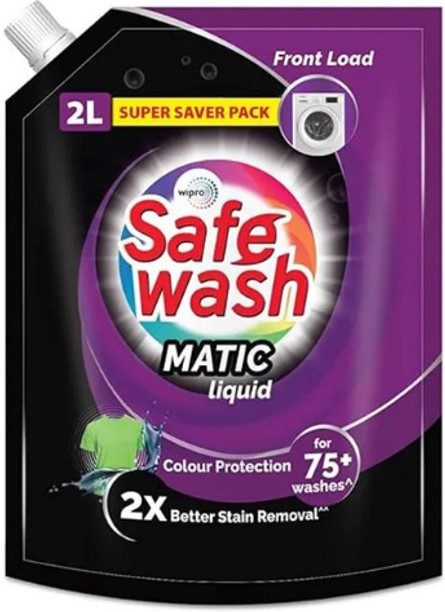 Front Load
2L SUPER SAVER PACK
wipro
Safe
wash
MATIC
liquid
Colour Protection for 75+ washes^
2X Better Stain Removal^^